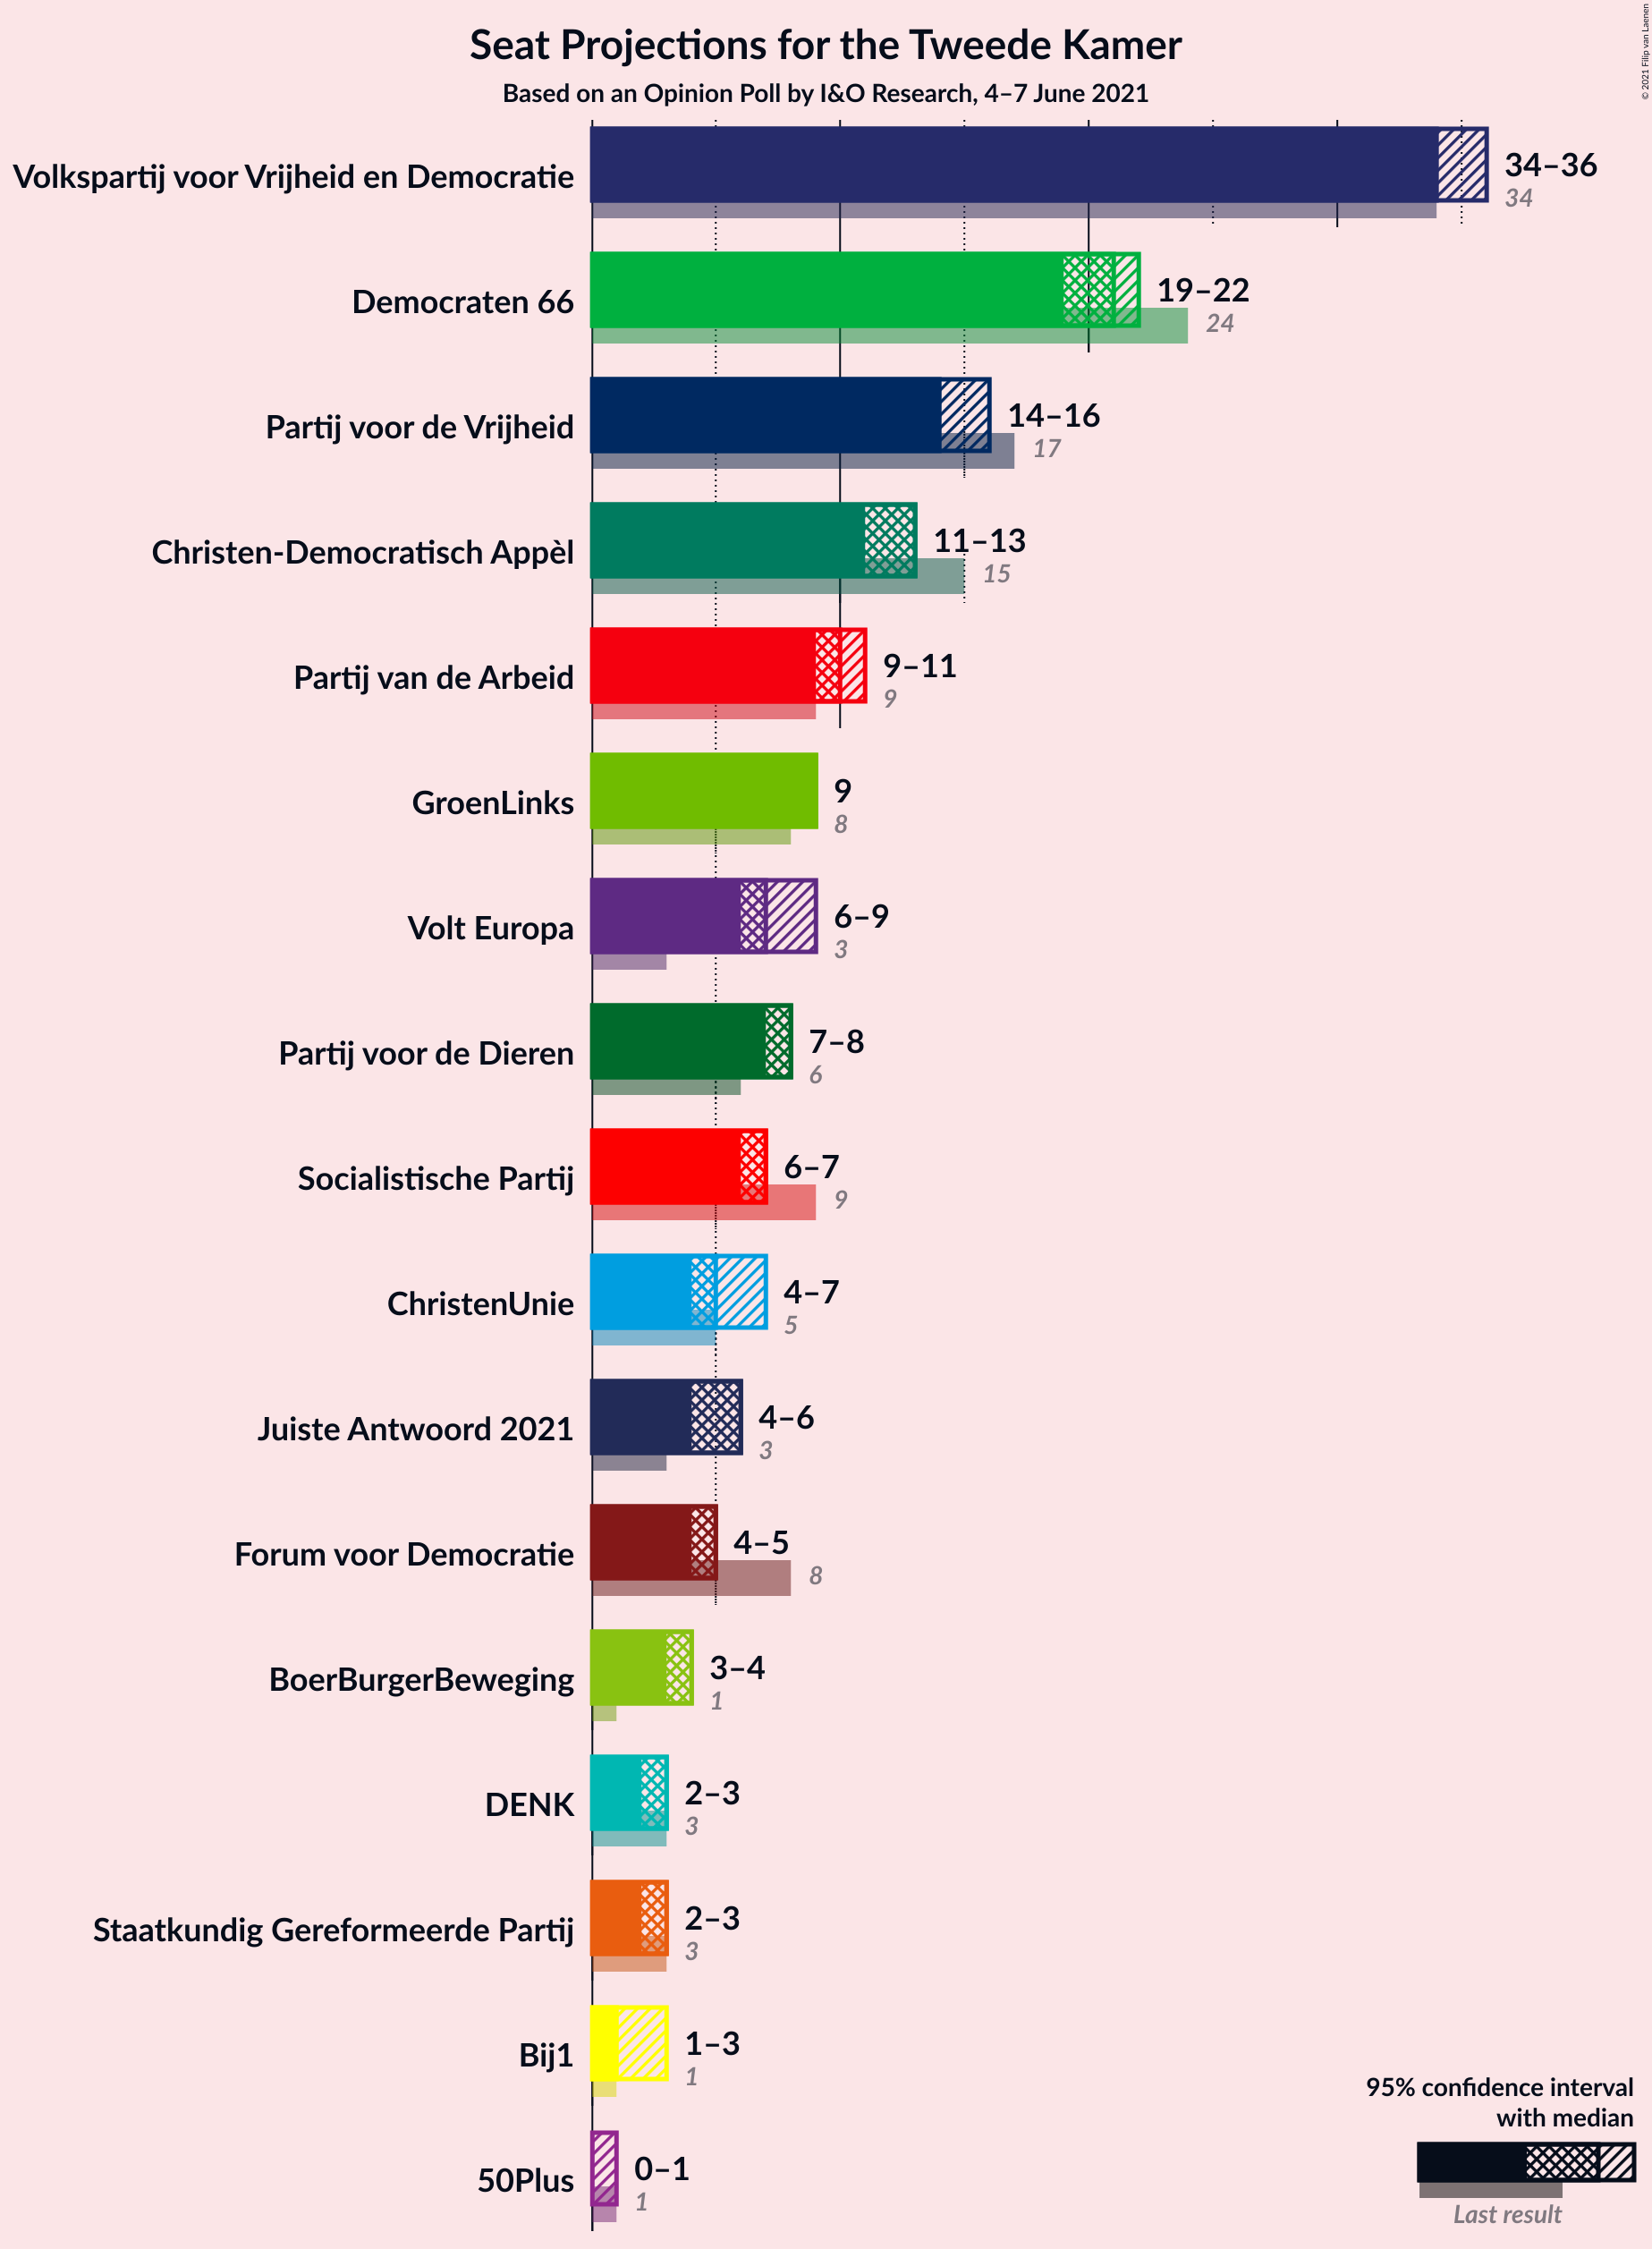 Seat Projections for the Tweede Kamer
Based on an Opinion Poll by I&O Research, 4–7 June 2021
© 2021 Filip van Laenen
Volkspartij voor Vrijheid en Democratie
34–36
34
Democraten 66
19–22
24
Partij voor de Vrijheid
14–16
17
Christen-Democratisch Appèl
11–13
15
Partij van de Arbeid
9–11
9
GroenLinks
9
8
Volt Europa
6–9
3
Partij voor de Dieren
7–8
6
Socialistische Partij
6–7
9
ChristenUnie
4–7
5
Juiste Antwoord 2021
4–6
3
Forum voor Democratie
4–5
8
BoerBurgerBeweging
3–4
1
DENK
2–3
3
Staatkundig Gereformeerde Partij
2–3
3
Bij1
1–3
1
50Plus
0–1
1
95% confidence interval
with median
Last result